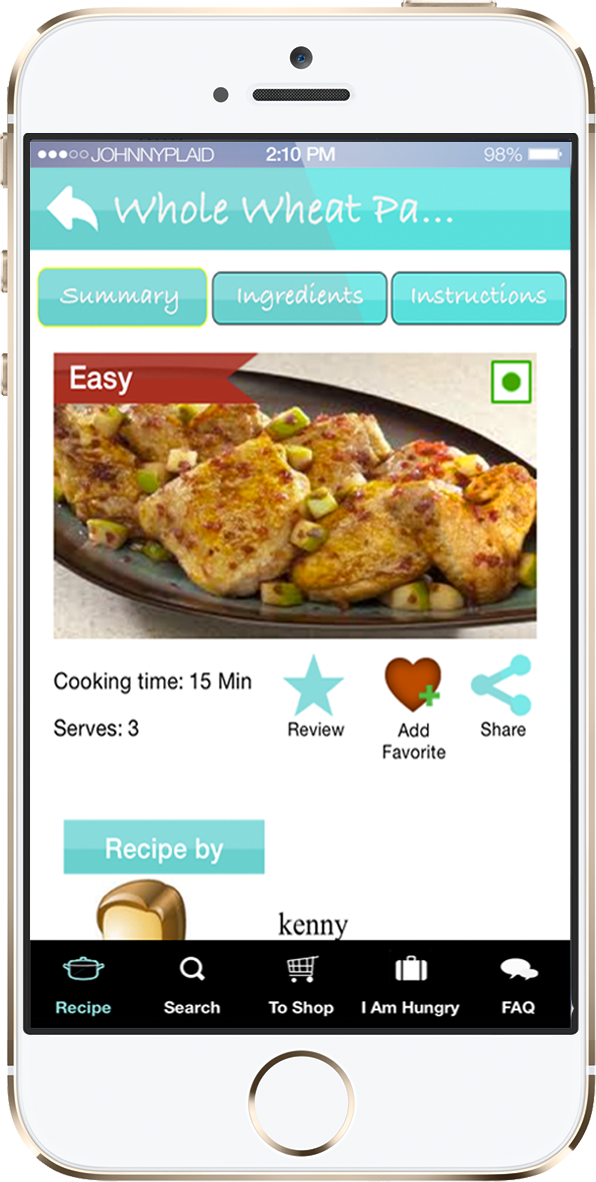 JOHNNYPLAID 2:10 PM 98%
Whole Wheat Pa...
Summary Ingredients Instructions
Easy
Cooking time: 15 Min
Serves: 3
Review
Add
Favorite
Share
Recipe by
kenny
Recipe Search To Shop I Am Hungry FAQ